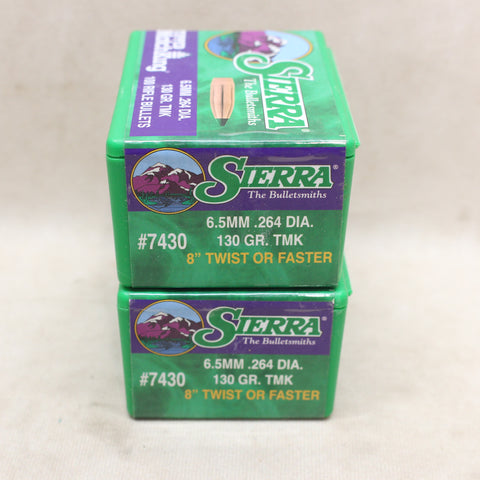 Tipped
MatchKing
6.5MM .264 DIA.
130 GR. TMK
100 RIFLE BULLETS
SIERRA®
The Bulletsmiths
SIERRA®
The Bulletsmiths
#7430
6.5MM .264 DIA.
130 GR. TMK
8” TWIST OR FASTER
SIERRA®
The Bulletsmiths
#7430
6.5MM .264 DIA.
130 GR. TMK
8” TWIST OR FASTER